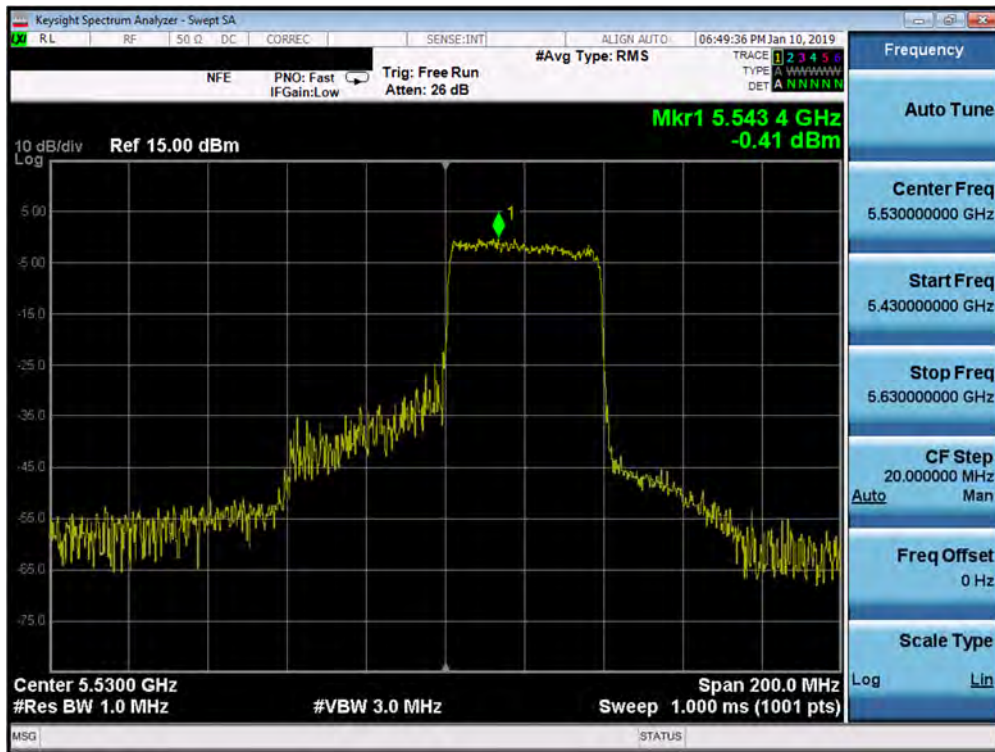 Keysight Spectrum Analyzer - Swept SA
LXI RL RF 50 Ω DC CORREC SENSE:INT ALIGN AUTO 06:49:36 PM Jan 10, 2019
#Avg Type: RMS TRACE 1 2 3 4 5 6
NFE PNO: Fast Trig: Free Run TYPE A WWWWW
IFGain:Low Atten: 26 dB DET A N N N N N
Mkr1 5.543 4 GHz
-0.41 dBm
10 dB/div Ref 15.00 dBm
Log
1
5.00
-5.00
-15.0
-25.0
-35.0
-45.0
-55.0
-65.0
-75.0
Center 5.5300 GHz Span 200.0 MHz
#Res BW 1.0 MHz #VBW 3.0 MHz Sweep 1.000 ms (1001 pts)
MSG STATUS
Frequency
Auto Tune
Center Freq
5.530000000 GHz
Start Freq
5.430000000 GHz
Stop Freq
5.630000000 GHz
CF Step
20.000000 MHz
Auto Man
Freq Offset
0 Hz
Scale Type
Log Lin